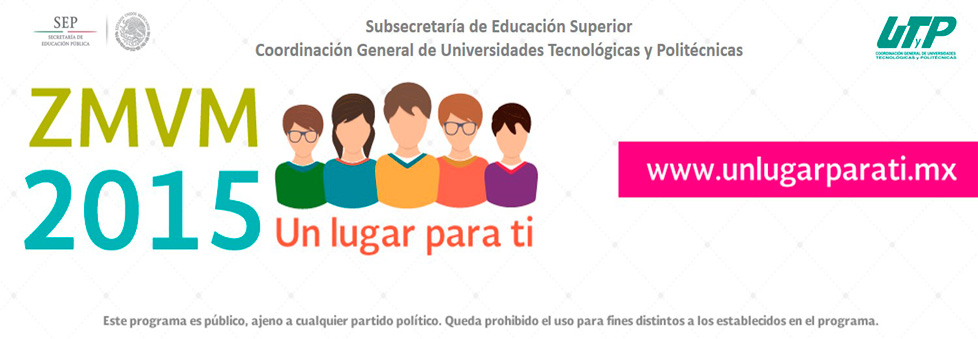 SEP
SECRETARÍA DE
EDUCACIÓN PÚBLICA
Subsecretaría de Educación Superior
Coordinación General de Universidades Tecnológicas y Politécnicas
UTyP
COORDINACIÓN GENERAL DE UNIVERSIDADES
TECNOLÓGICAS y POLITÉCNICAS
ZMVM
2015
Un lugar para ti
www.unlugarparati.mx
Este programa es público, ajeno a cualquier partido político. Queda prohibido el uso para fines distintos a los establecidos en el programa.